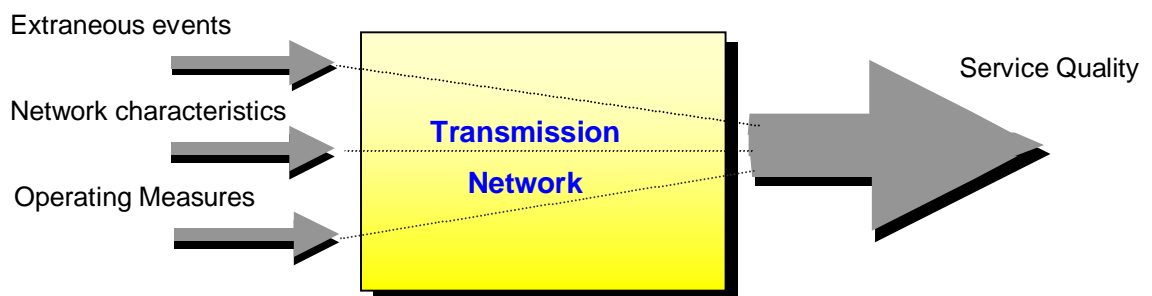 Extraneous events
Network characteristics
Operating Measures
Transmission
Network
Service Quality